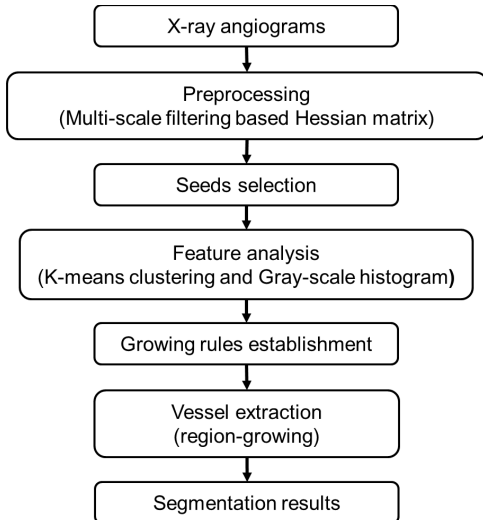 X-ray angiograms
Preprocessing
(Multi-scale filtering based Hessian matrix)
Seeds selection
Feature analysis
(K-means clustering and Gray-scale histogram)
Growing rules establishment
Vessel extraction
(region-growing)
Segmentation results